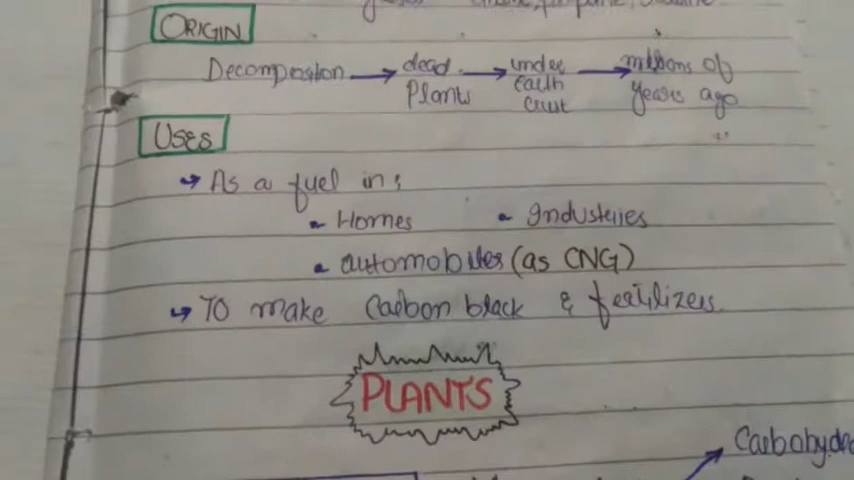 ORIGIN
Decomposition → dead → under → millions of
Plants Earth years ago
Crust
USES
→ As a fuel in:
• Homes • Industries
• automobiles (as CNG)
→ To make Carbon black & fertilizers.
PLANTS